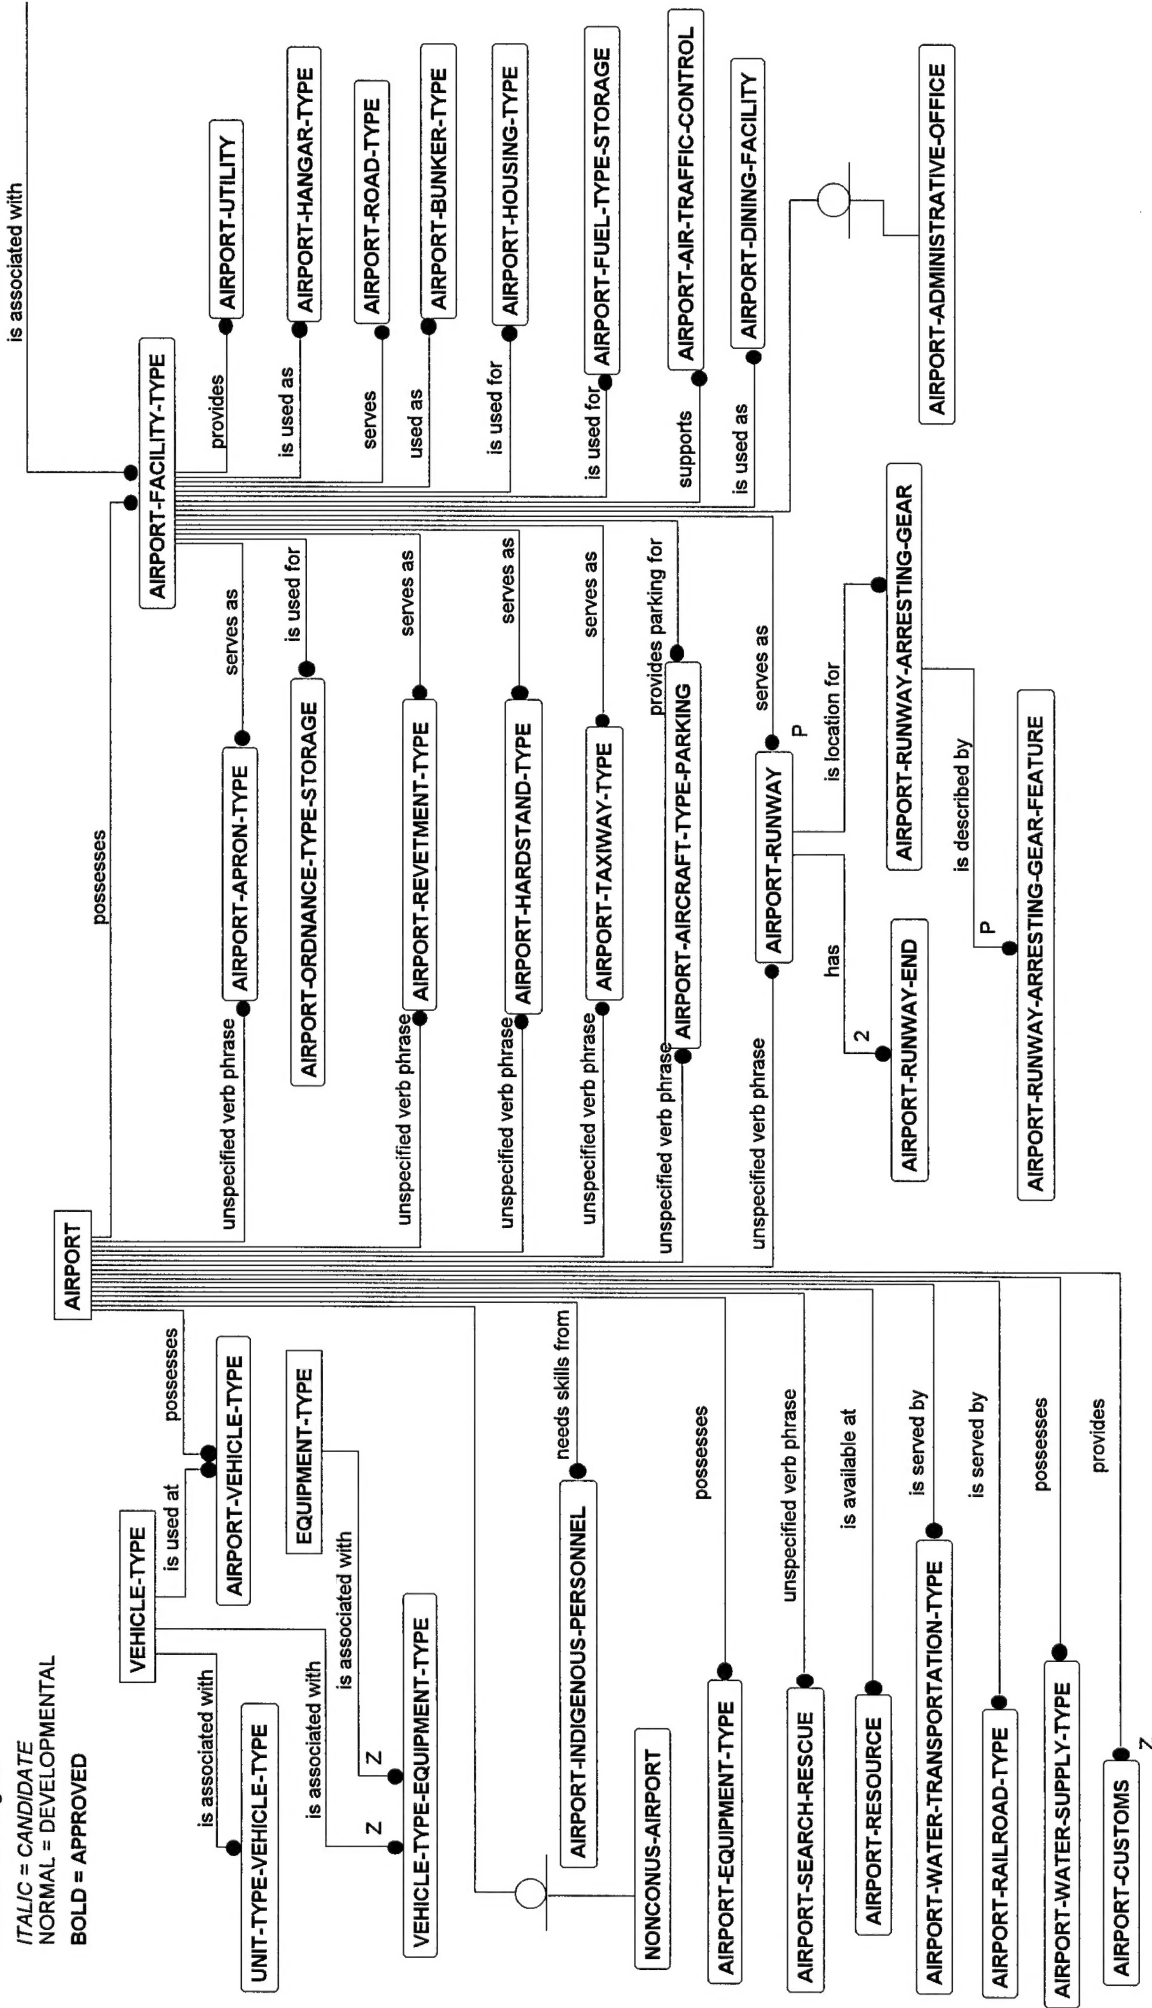 ITALIC = CANDIDATE
NORMAL = DEVELOPMENTAL
BOLD = APPROVED
AIRPORT
possesses
is associated with
AIRPORT-FACILITY-TYPE
VEHICLE-TYPE
is used at
possesses
AIRPORT-VEHICLE-TYPE
is associated with
UNIT-TYPE-VEHICLE-TYPE
EQUIPMENT-TYPE
is associated with
is associated with
Z
Z
VEHICLE-TYPE-EQUIPMENT-TYPE
NONCONUS-AIRPORT
needs skills from
AIRPORT-INDIGENOUS-PERSONNEL
possesses
AIRPORT-EQUIPMENT-TYPE
unspecified verb phrase
AIRPORT-SEARCH-RESCUE
is available at
AIRPORT-RESOURCE
is served by
AIRPORT-WATER-TRANSPORTATION-TYPE
is served by
AIRPORT-RAILROAD-TYPE
possesses
AIRPORT-WATER-SUPPLY-TYPE
provides
AIRPORT-CUSTOMS
Z
unspecified verb phrase
AIRPORT-APRON-TYPE
serves as
AIRPORT-ORDNANCE-TYPE-STORAGE
is used for
unspecified verb phrase
AIRPORT-REVETMENT-TYPE
serves as
unspecified verb phrase
AIRPORT-HARDSTAND-TYPE
serves as
unspecified verb phrase
AIRPORT-TAXIWAY-TYPE
serves as
unspecified verb phrase
AIRPORT-AIRCRAFT-TYPE-PARKING
provides parking for
unspecified verb phrase
AIRPORT-RUNWAY
serves as
P
has
2
AIRPORT-RUNWAY-END
is location for
AIRPORT-RUNWAY-ARRESTING-GEAR
is described by
P
AIRPORT-RUNWAY-ARRESTING-GEAR-FEATURE
provides
AIRPORT-UTILITY
is used as
AIRPORT-HANGAR-TYPE
serves
AIRPORT-ROAD-TYPE
used as
AIRPORT-BUNKER-TYPE
is used for
AIRPORT-HOUSING-TYPE
is used for
AIRPORT-FUEL-TYPE-STORAGE
supports
AIRPORT-AIR-TRAFFIC-CONTROL
is used as
AIRPORT-DINING-FACILITY
AIRPORT-ADMINISTRATIVE-OFFICE